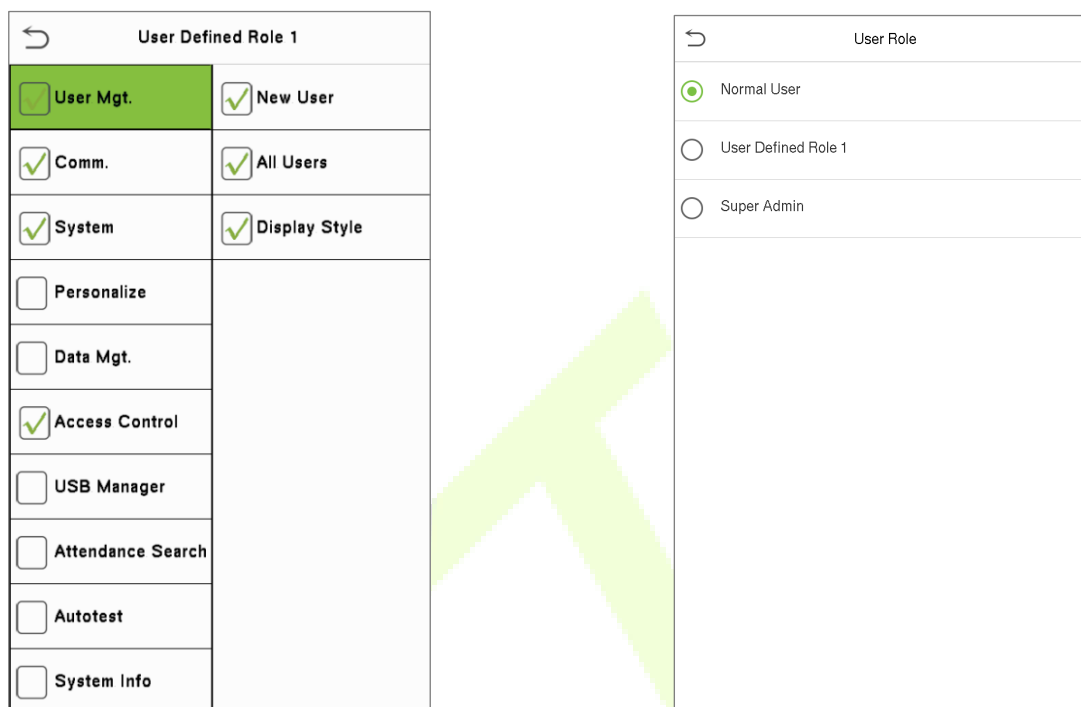 User Defined Role 1
User Mgt.
New User
Comm.
All Users
System
Display Style
Personalize
Data Mgt.
Access Control
USB Manager
Attendance Search
Autotest
System Info
User Role
Normal User
User Defined Role 1
Super Admin